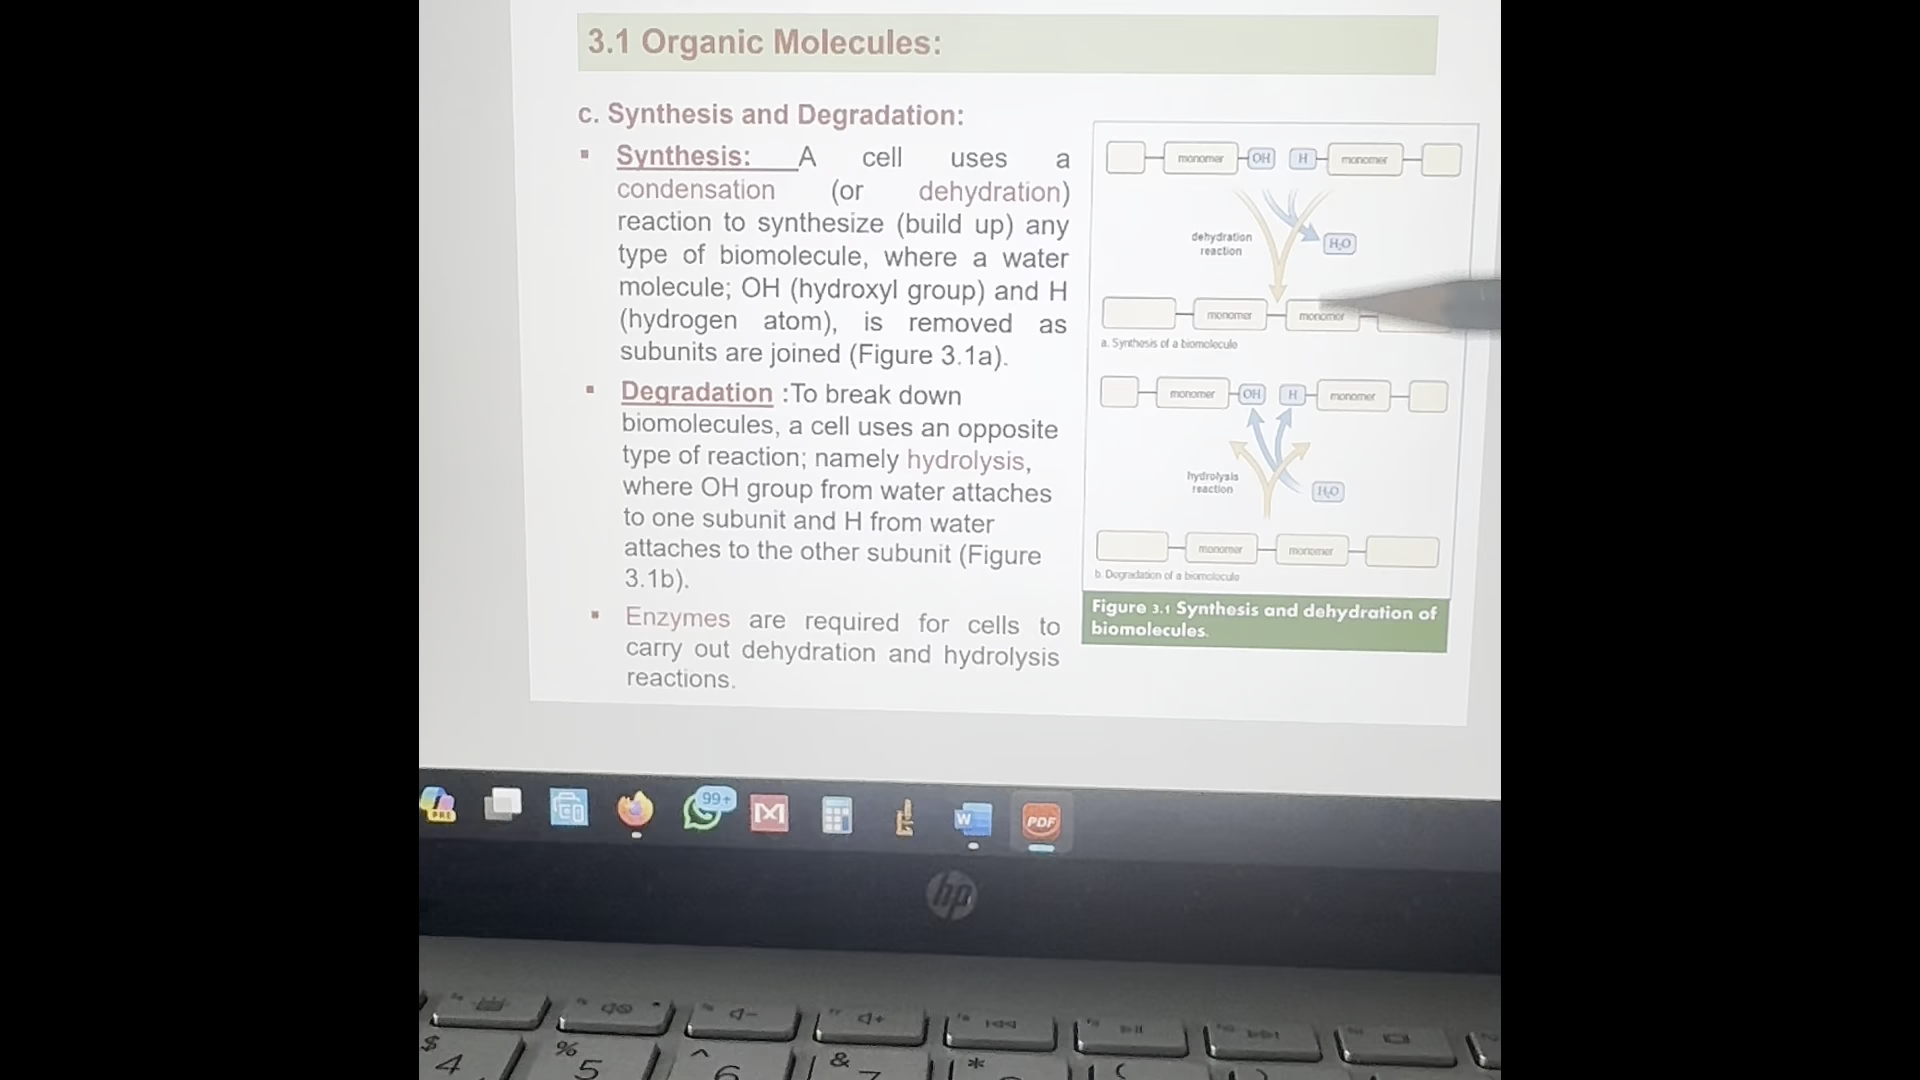 3.1 Organic Molecules:
c. Synthesis and Degradation:
▪ Synthesis: A cell uses a
condensation (or dehydration)
reaction to synthesize (build up) any
type of biomolecule, where a water
molecule; OH (hydroxyl group) and H
(hydrogen atom), is removed as
subunits are joined (Figure 3.1a).
▪ Degradation :To break down
biomolecules, a cell uses an opposite
type of reaction; namely hydrolysis,
where OH group from water attaches
to one subunit and H from water
attaches to the other subunit (Figure
3.1b).
▪ Enzymes are required for cells to
carry out dehydration and hydrolysis
reactions.
monomer OH H monomer
dehydration
reaction
H₂O
monomer monomer
a. Synthesis of a biomolecule
monomer OH H monomer
hydrolysis
reaction
H₂O
monomer monomer
b. Degradation of a biomolecule
Figure 3.1 Synthesis and dehydration of
biomolecules.
PRE
99+
W
PDF
hp
$ % ^ & *
4 5 6 7 (